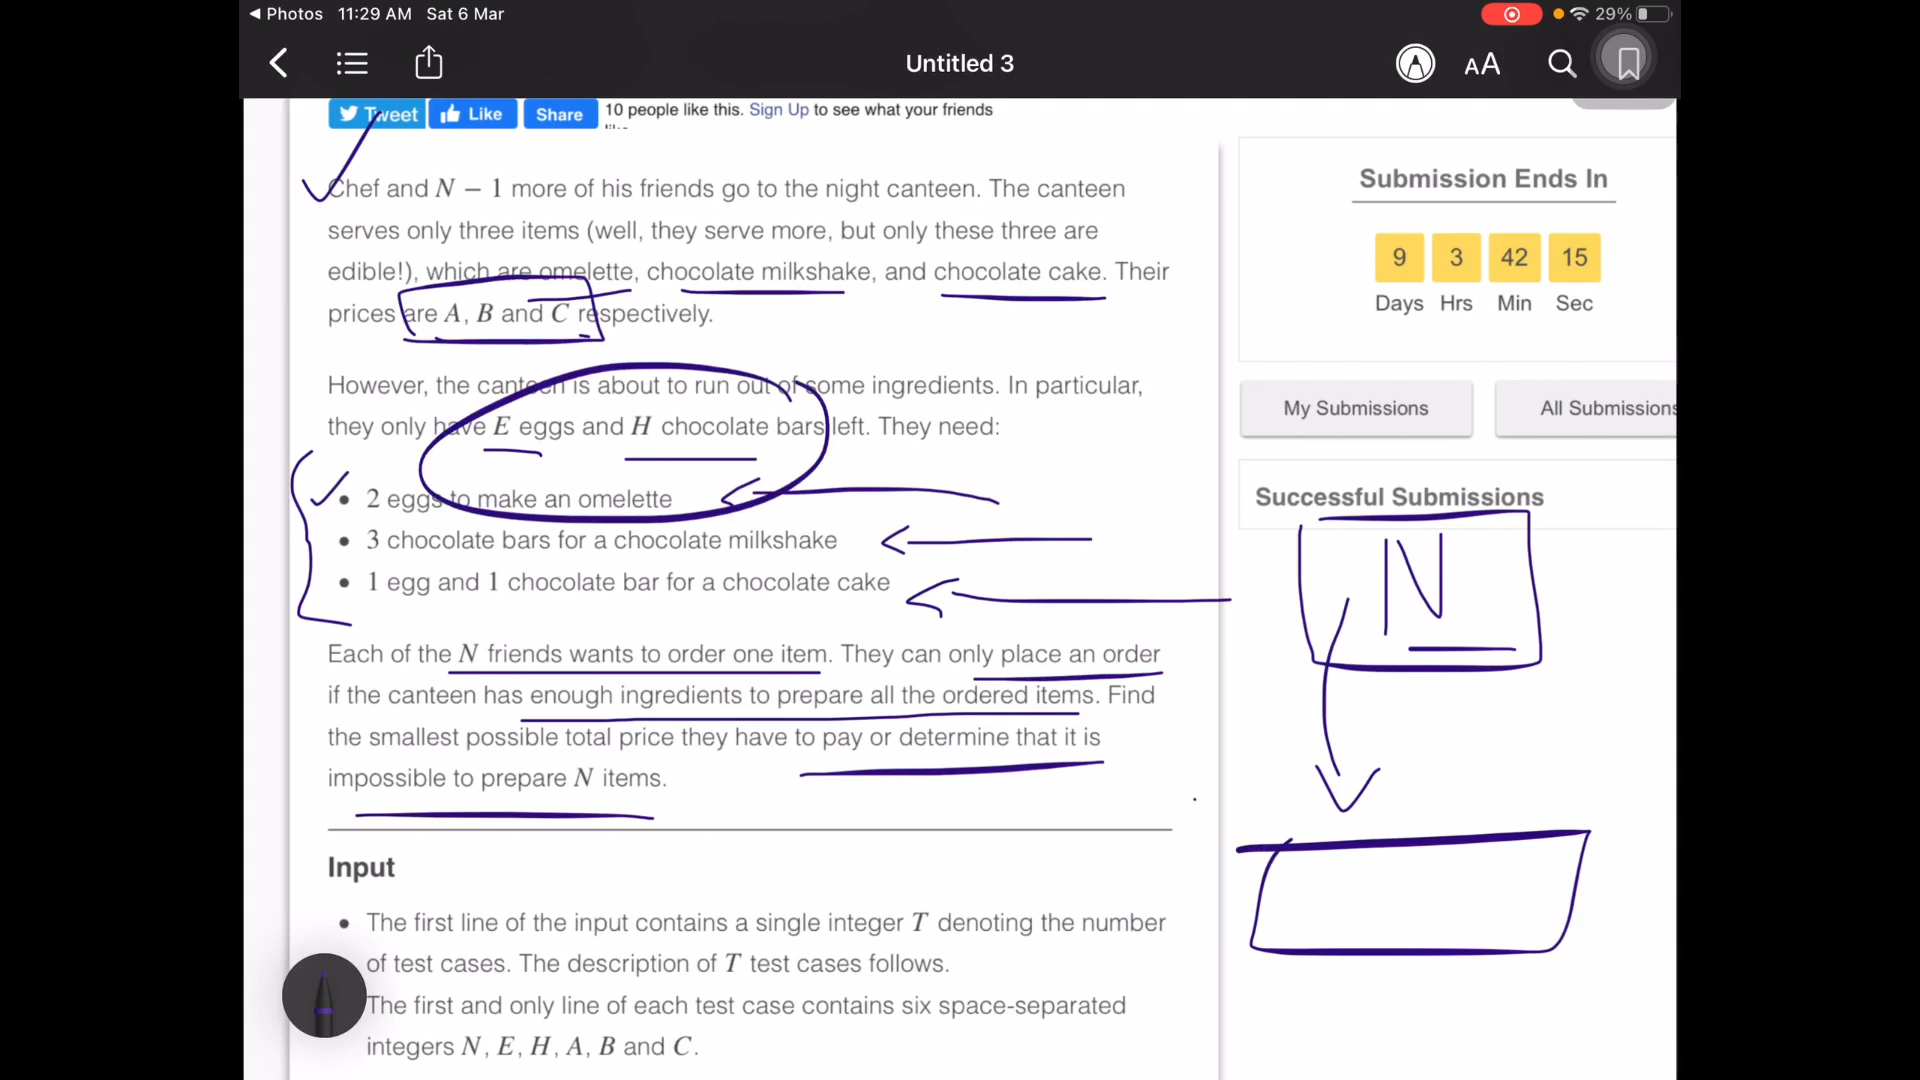 Photos 11:29 AM Sat 6 Mar 29%
Untitled 3
AA
Tweet Like Share 10 people like this. Sign Up to see what your friends
Chef and N − 1 more of his friends go to the night canteen. The canteen
serves only three items (well, they serve more, but only these three are
edible!), which are omelette, chocolate milkshake, and chocolate cake. Their
prices are A, B and C respectively.
However, the canteen is about to run out of some ingredients. In particular,
they only have E eggs and H chocolate bars left. They need:
• 2 eggs to make an omelette
• 3 chocolate bars for a chocolate milkshake
• 1 egg and 1 chocolate bar for a chocolate cake
Each of the N friends wants to order one item. They can only place an order
if the canteen has enough ingredients to prepare all the ordered items. Find
the smallest possible total price they have to pay or determine that it is
impossible to prepare N items.
Input
• The first line of the input contains a single integer T denoting the number
of test cases. The description of T test cases follows.
The first and only line of each test case contains six space-separated
integers N, E, H, A, B and C.
Submission Ends In
9 3 42 15
Days Hrs Min Sec
My Submissions All Submissions
Successful Submissions
N